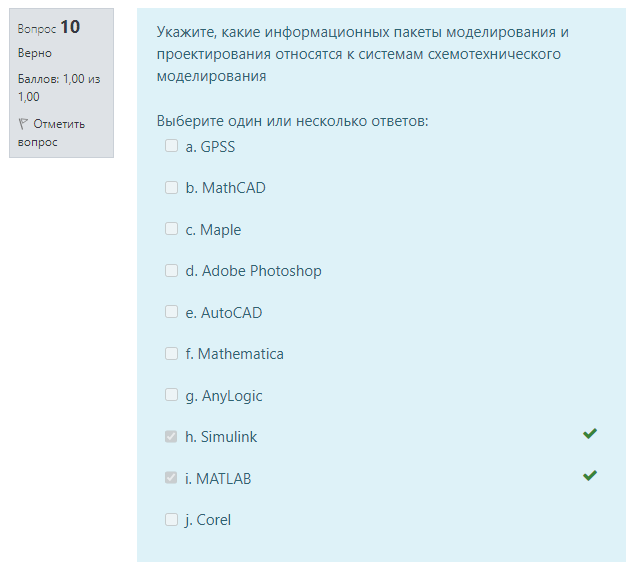 Вопрос 10
Верно
Баллов: 1,00 из
1,00
Отметить
вопрос
Укажите, какие информационных пакеты моделирования и
проектирования относятся к системам схемотехнического
моделирования
Выберите один или несколько ответов:
a. GPSS
b. MathCAD
c. Maple
d. Adobe Photoshop
e. AutoCAD
f. Mathematica
g. AnyLogic
h. Simulink
i. MATLAB
j. Corel